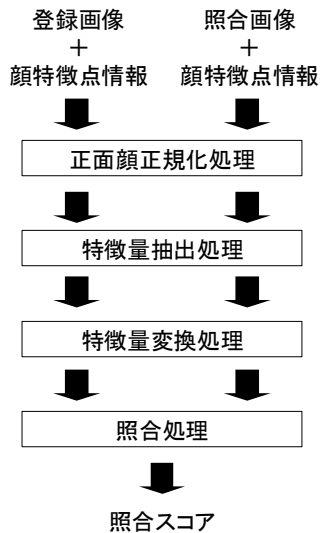 登録画像
+
顔特徴点情報
照合画像
+
顔特徴点情報
正面顔正規化処理
特徴量抽出処理
特徴量変換処理
照合処理
照合スコア